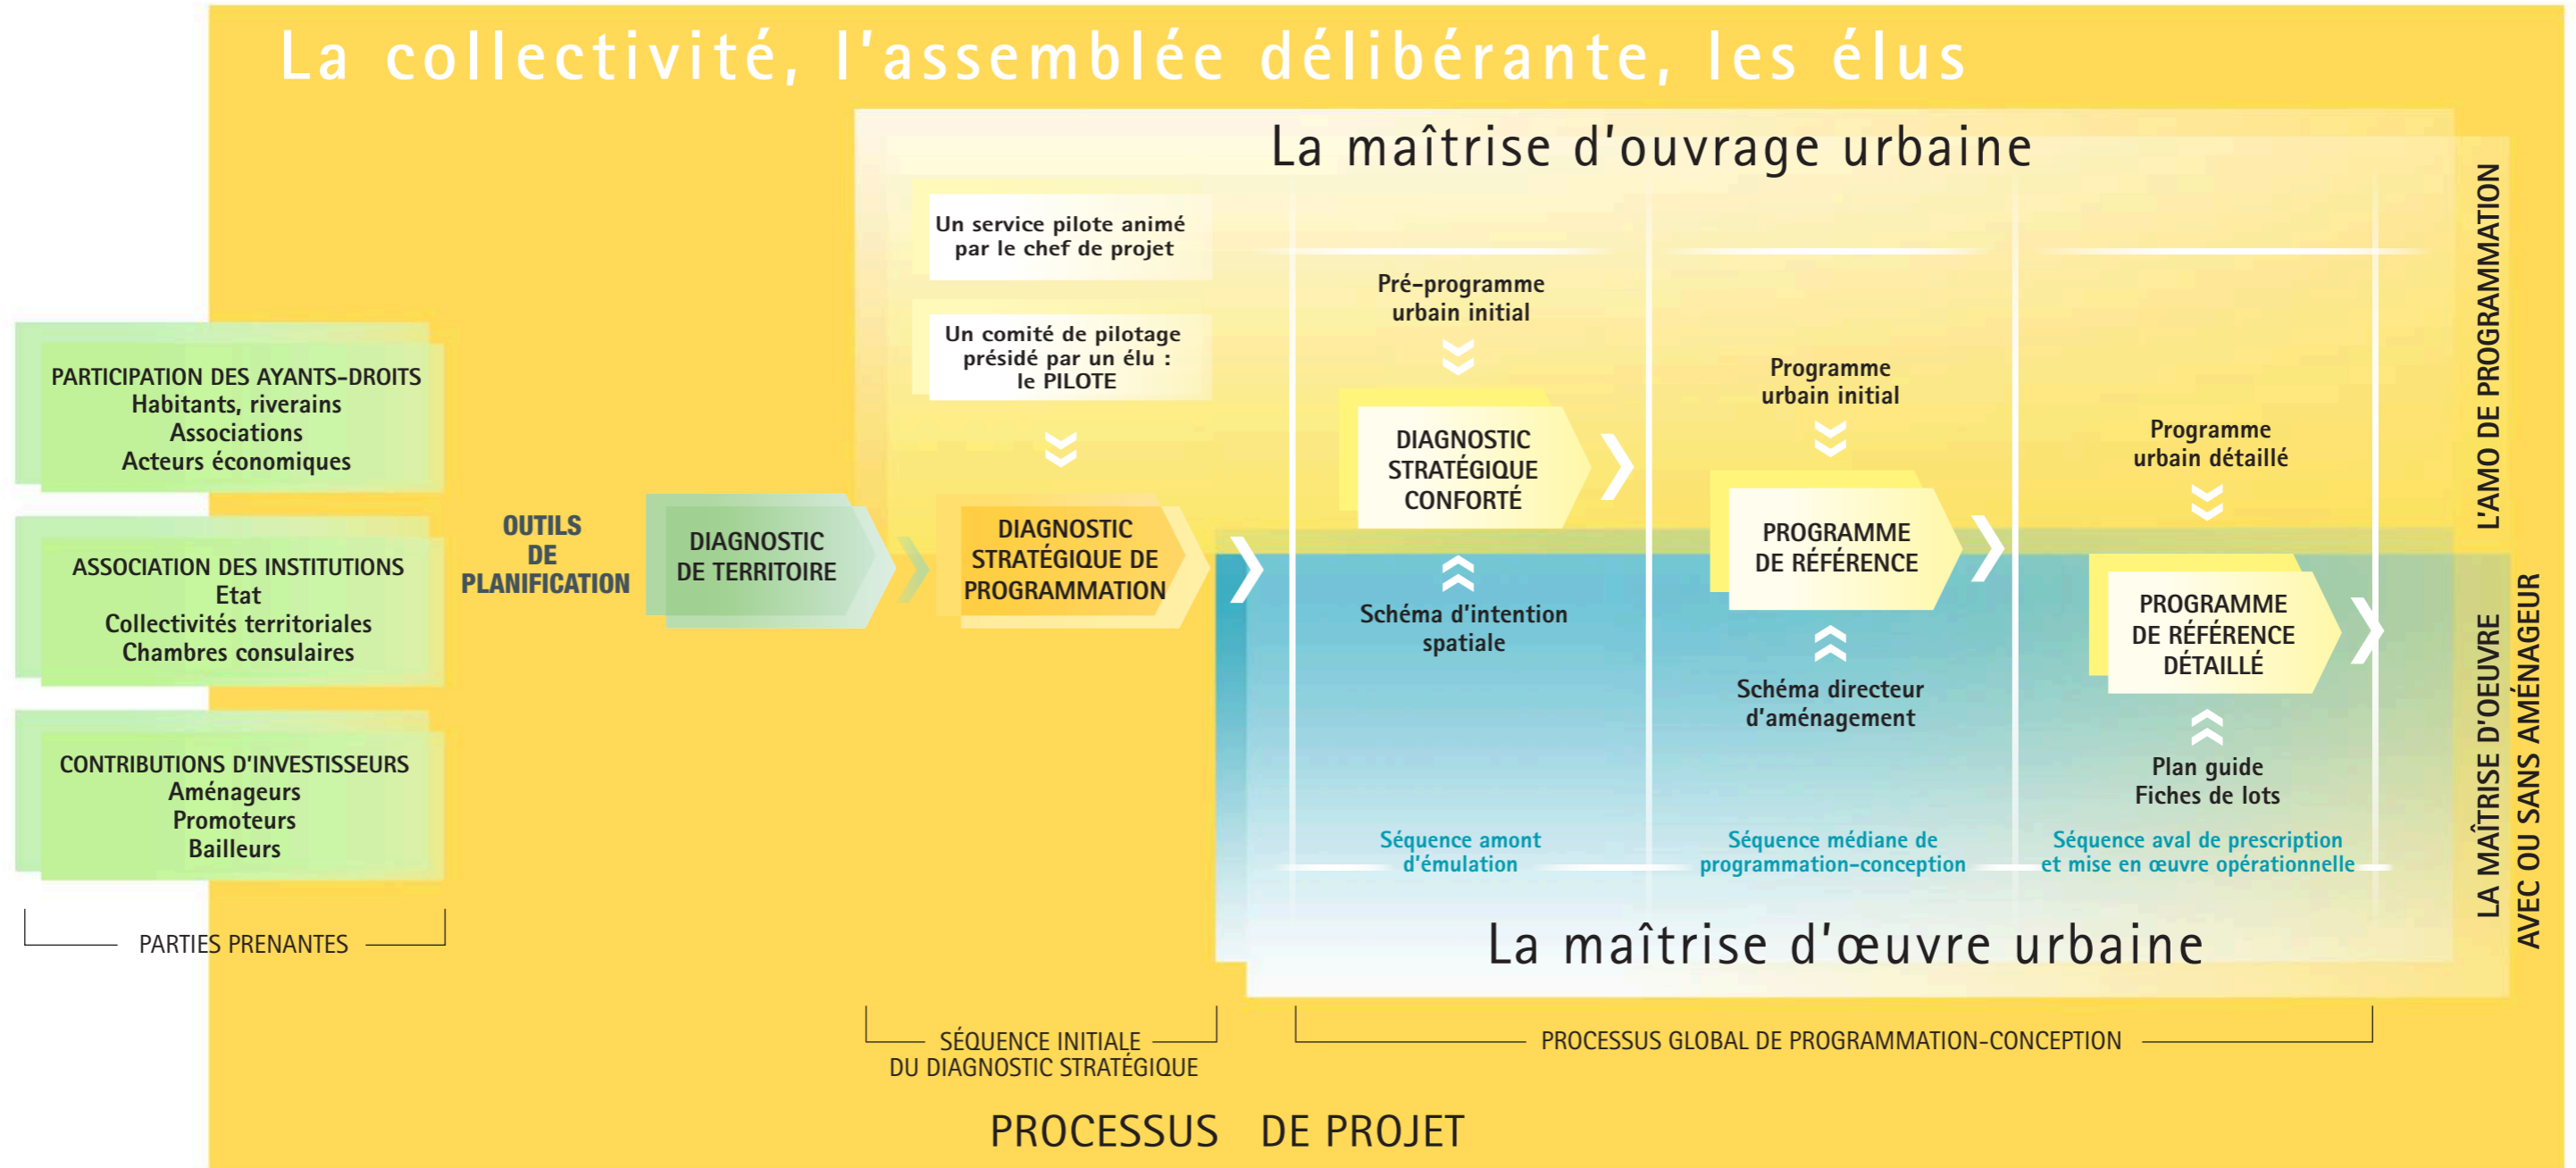 La collectivité, l'assemblée délibérante, les élus
La maîtrise d'ouvrage urbaine
PARTICIPATION DES AYANTS-DROITS
Habitants, riverains
Associations
Acteurs économiques
ASSOCIATION DES INSTITUTIONS
Etat
Collectivités territoriales
Chambres consulaires
CONTRIBUTIONS D'INVESTISSEURS
Aménageurs
Promoteurs
Bailleurs
PARTIES PRENANTES
OUTILS
DE
PLANIFICATION
DIAGNOSTIC
DE TERRITOIRE
Un service pilote animé
par le chef de projet
Un comité de pilotage
présidé par un élu :
le PILOTE
DIAGNOSTIC
STRATÉGIQUE DE
PROGRAMMATION
Pré-programme
urbain initial
DIAGNOSTIC
STRATÉGIQUE
CONFORTÉ
Schéma d'intention
spatiale
Séquence amont
d'émulation
Programme
urbain initial
PROGRAMME
DE RÉFÉRENCE
Schéma directeur
d'aménagement
Séquence médiane de
programmation-conception
Programme
urbain détaillé
PROGRAMME
DE RÉFÉRENCE
DÉTAILLÉ
Plan guide
Fiches de lots
Séquence aval de prescription
et mise en œuvre opérationnelle
L'AMO DE PROGRAMMATION
LA MAÎTRISE D'OEUVRE
AVEC OU SANS AMÉNAGEUR
La maîtrise d'œuvre urbaine
SÉQUENCE INITIALE
DU DIAGNOSTIC STRATÉGIQUE
PROCESSUS GLOBAL DE PROGRAMMATION-CONCEPTION
PROCESSUS DE PROJET